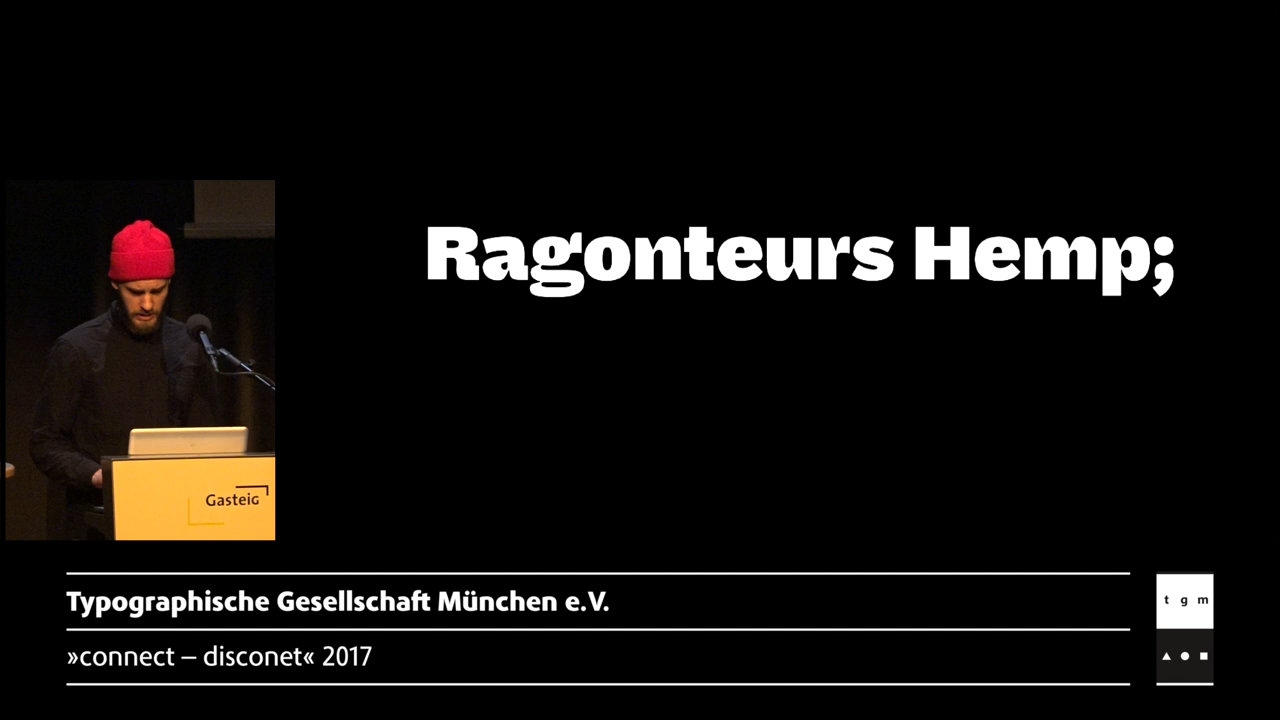 Ragonteurs Hemp;
Gasteig
Typographische Gesellschaft München e.V.
t g m
»connect – disconet« 2017